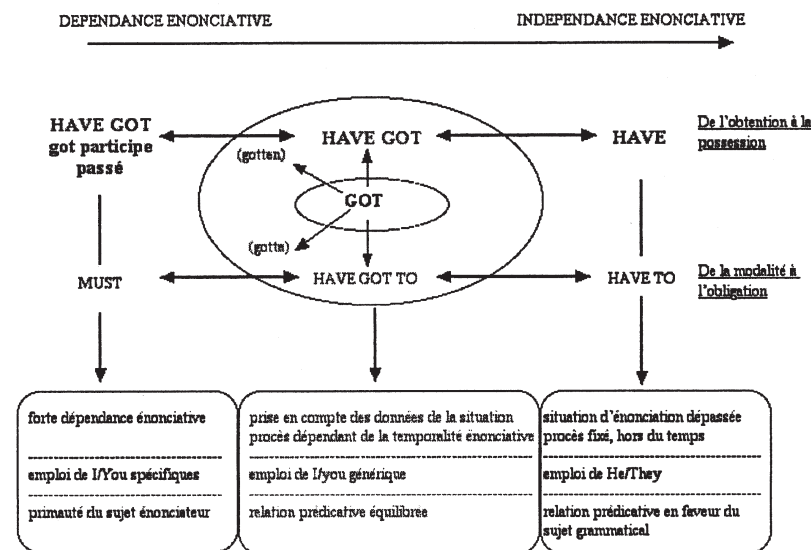 DEPENDANCE ENONCIATIVE
INDEPENDANCE ENONCIATIVE
HAVE GOT
got participe
passé
HAVE GOT
HAVE
De l'obtention à la
possession
(gotten)
GOT
(gotta)
MUST
HAVE GOT TO
HAVE TO
De la modalité à
l'obligation
forte dépendance énonciative
emploi de I/You spécifiques
primauté du sujet énonciateur
prise en compte des données de la situation
procès dépendant de la temporalité énonciative
emploi de I/you générique
relation prédicative équilibrée
situation d'énonciation dépassée
procès fixé, hors du temps
emploi de He/They
relation prédicative en faveur du
sujet grammatical